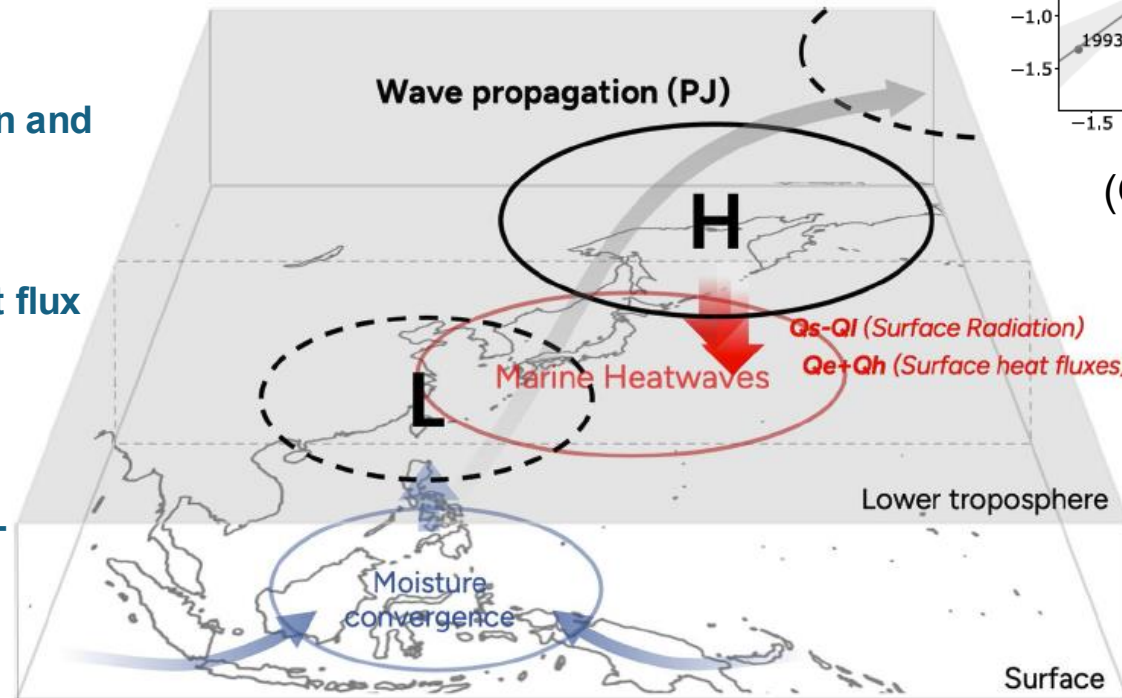 −1.0
1993
−1.5
−1.5
n and
Wave propagation (PJ)
(
H
t flux
Qs-Ql (Surface Radiation)
Qe+Qh (Surface heat fluxes)
Marine Heatwaves
L
Lower troposphere
Moisture
convergence
Surface